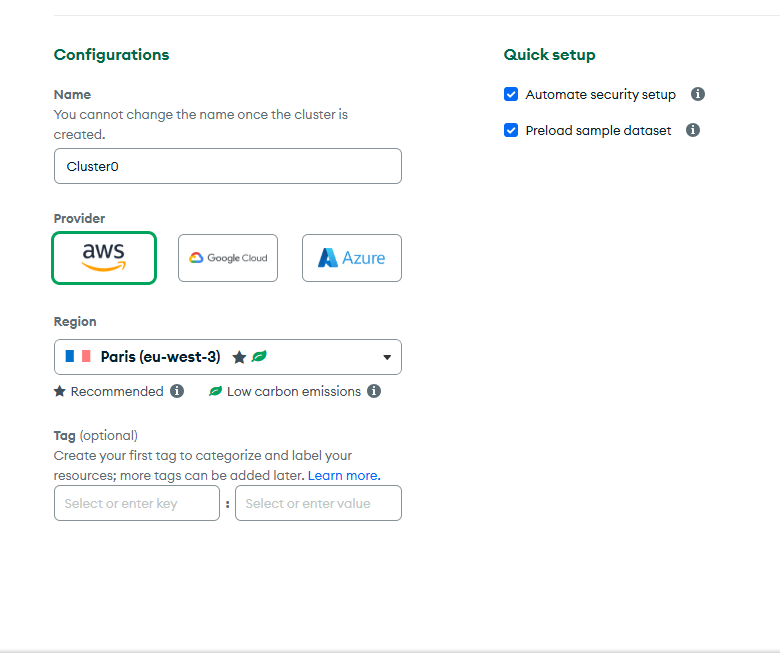 Configurations
Name
You cannot change the name once the cluster is
created.
Cluster0
Provider
aws
Google Cloud
Azure
Region
Paris (eu-west-3)
Recommended
Low carbon emissions
Tag (optional)
Create your first tag to categorize and label your
resources; more tags can be added later. Learn more.
Select or enter key : Select or enter value
Quick setup
Automate security setup
Preload sample dataset